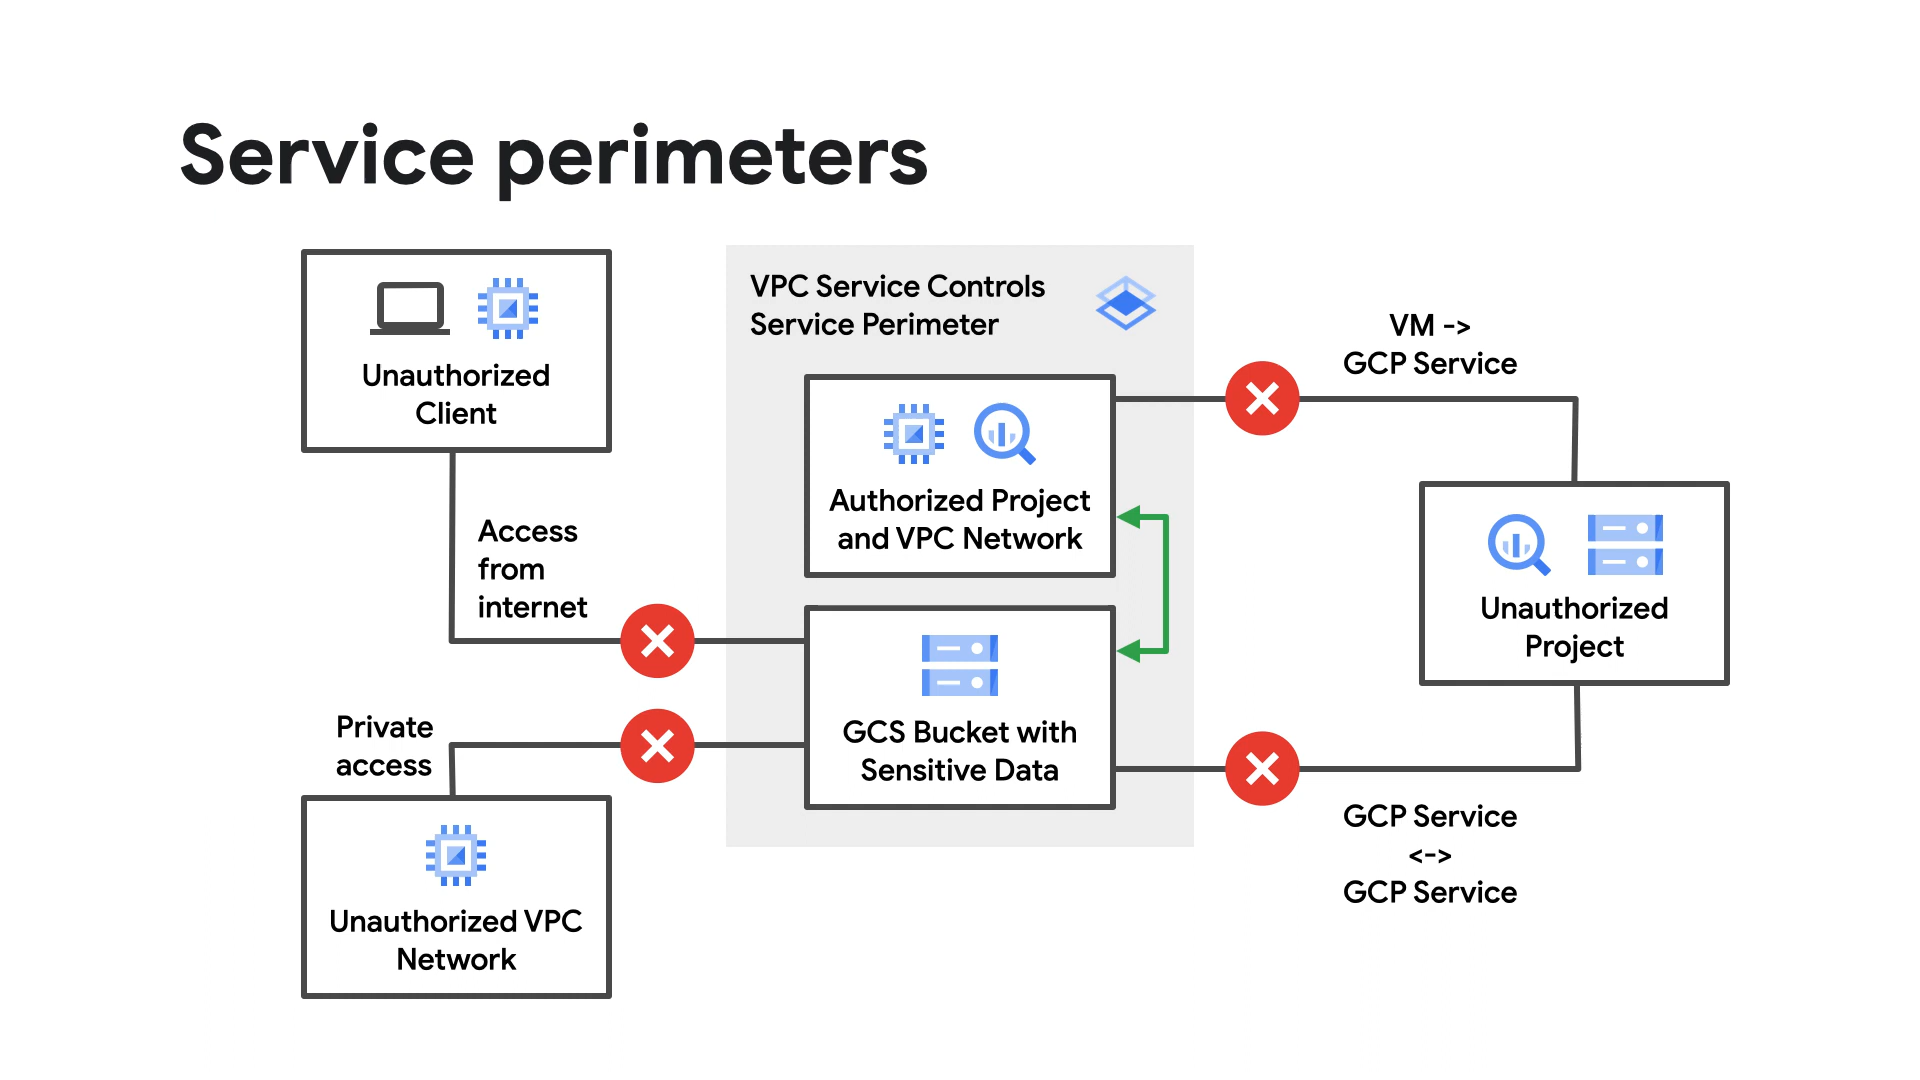 Service perimeters
Unauthorized
Client
Access
from
internet
Private
access
Unauthorized VPC
Network
VPC Service Controls
Service Perimeter
Authorized Project
and VPC Network
GCS Bucket with
Sensitive Data
VM ->
GCP Service
Unauthorized
Project
GCP Service
<->
GCP Service